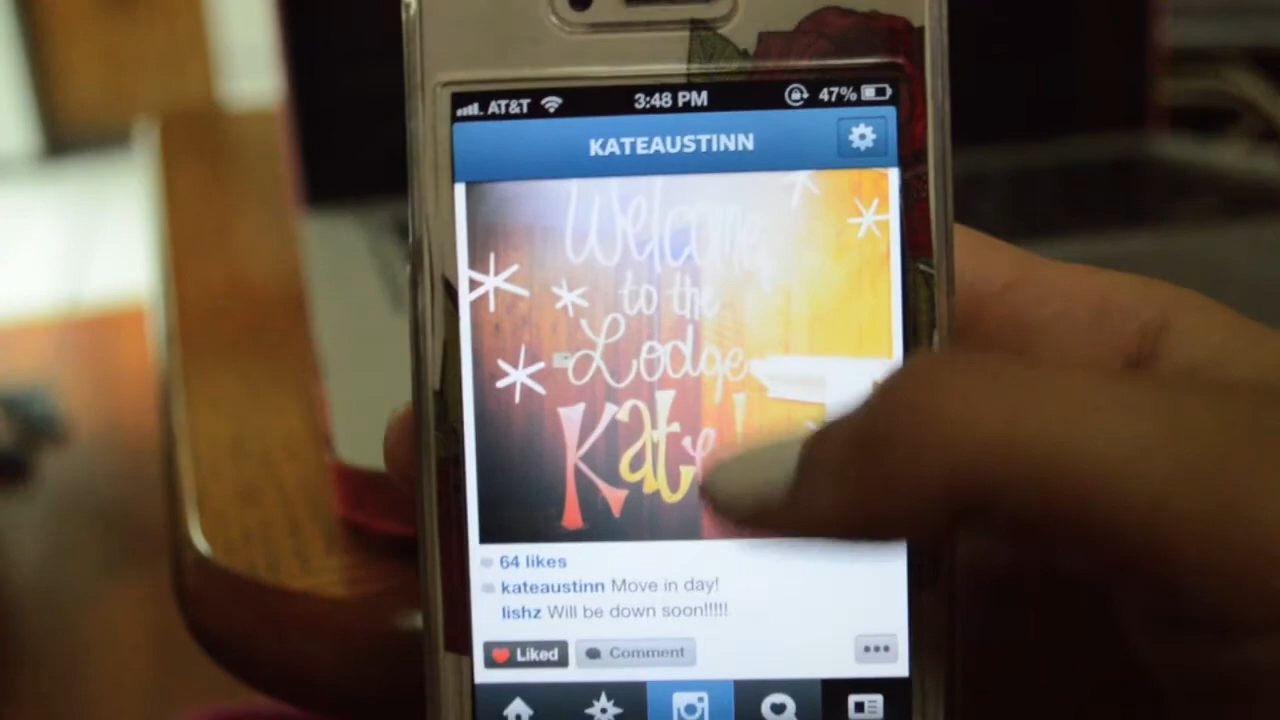 AT&T 3:48 PM 47%
KATEAUSTINN
Welcome
to the
Lodge
Kate!
64 likes
kateaustinn Move in day!
lishz Will be down soon!!!!!
Liked Comment